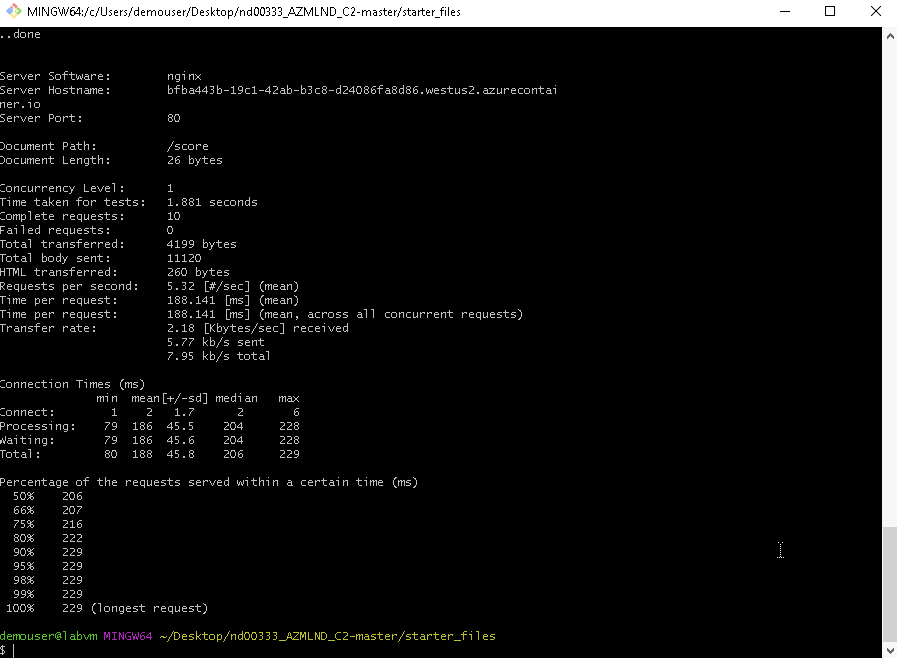 MINGW64:/c/Users/demouser/Desktop/nd00333_AZMLND_C2-master/starter_files
..done
Server Software:        nginx
Server Hostname:        bfba443b-19c1-42ab-b3c8-d24086fa8d86.westus2.azurecontai
ner.io
Server Port:            80
Document Path:          /score
Document Length:        26 bytes
Concurrency Level:      1
Time taken for tests:   1.881 seconds
Complete requests:      10
Failed requests:        0
Total transferred:      4199 bytes
Total body sent:        11120
HTML transferred:       260 bytes
Requests per second:    5.32 [#/sec] (mean)
Time per request:       188.141 [ms] (mean)
Time per request:       188.141 [ms] (mean, across all concurrent requests)
Transfer rate:          2.18 [Kbytes/sec] received
                        5.77 kb/s sent
                        7.95 kb/s total
Connection Times (ms)
              min  mean[+/-sd] median   max
Connect:        1    2   1.7      2       6
Processing:    79  186  45.5    204     228
Waiting:       79  186  45.6    204     228
Total:         80  188  45.8    206     229
Percentage of the requests served within a certain time (ms)
  50%    206
  66%    207
  75%    216
  80%    222
  90%    229
  95%    229
  98%    229
  99%    229
 100%    229 (longest request)
demouser@labvm MINGW64 ~/Desktop/nd00333_AZMLND_C2-master/starter_files
$